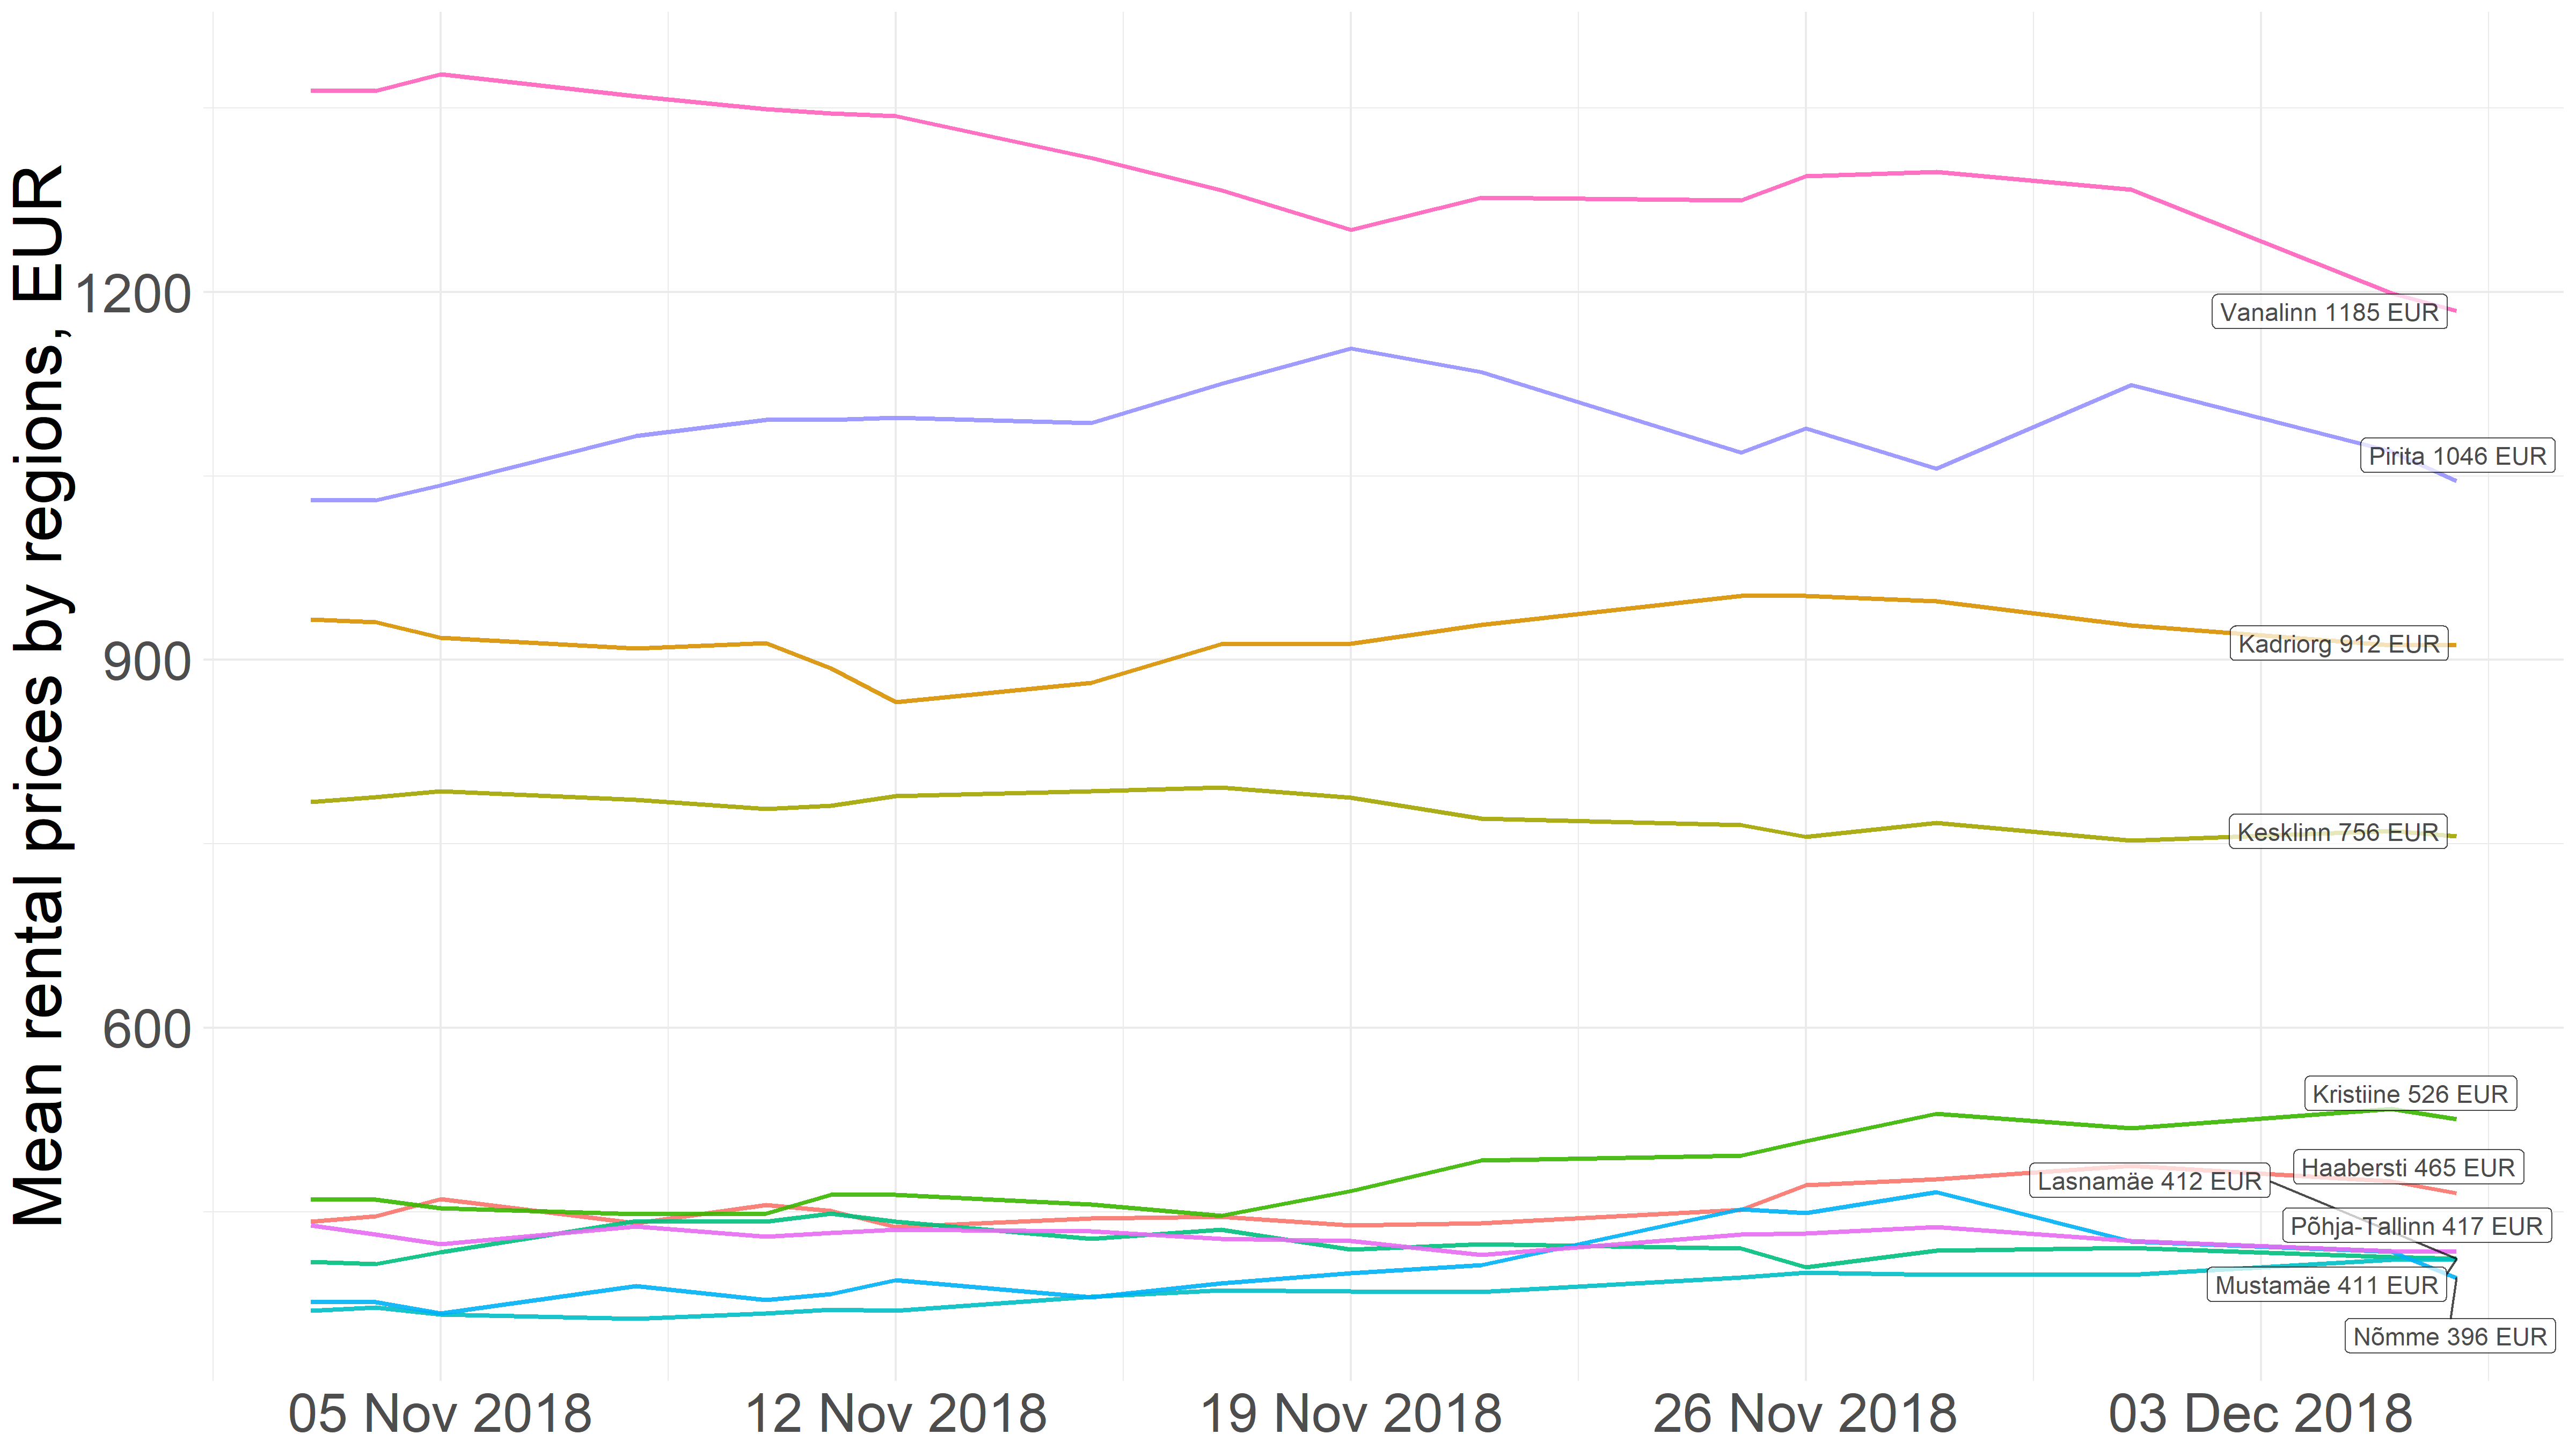 Mean rental prices by regions, EUR
1200
900
600
Vanalinn 1185 EUR
Pirita 1046 EUR
Kadriorg 912 EUR
Kesklinn 756 EUR
Kristiine 526 EUR
Haabersti 465 EUR
Lasnamäe 412 EUR
Põhja-Tallinn 417 EUR
Mustamäe 411 EUR
Nõmme 396 EUR
05 Nov 2018
12 Nov 2018
19 Nov 2018
26 Nov 2018
03 Dec 2018